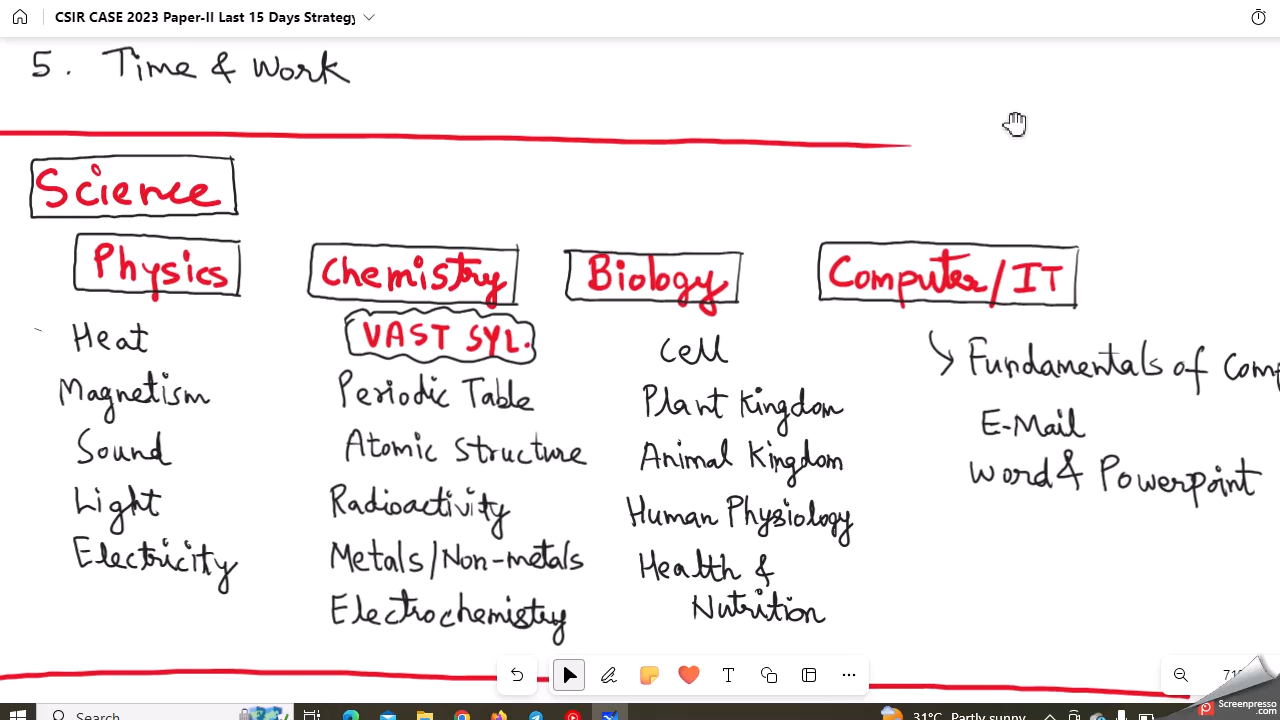 CSIR CASE 2023 Paper-II Last 15 Days Strategy
5. Time & Work
Science
Physics
Heat
Magnetism
Sound
Light
Electricity
Chemistry
VAST SYL.
Periodic Table
Atomic Structure
Radioactivity
Metals/Non-metals
Electrochemistry
Biology
Cell
Plant Kingdom
Animal Kingdom
Human Physiology
Health &
Nutrition
Computer/IT
Fundamentals of Comp
E-Mail
Word & Powerpoint
T
Search
31°C Partly sunny
Screenpresso
.com